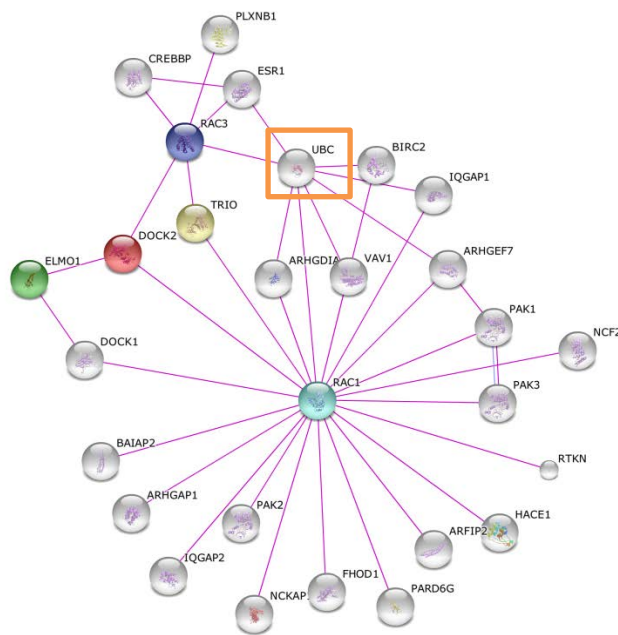 PLXNB1
CREBBP
ESR1
RAC3
UBC
BIRC2
IQGAP1
TRIO
DOCK2
ARHGDIA
VAV1
ARHGEF7
ELMO1
PAK1
NCF2
DOCK1
RAC1
PAK3
BAIAP2
RTKN
ARHGAP1
PAK2
HACE1
ARFIP2
IQGAP2
FHOD1
NCKAP
PARD6G